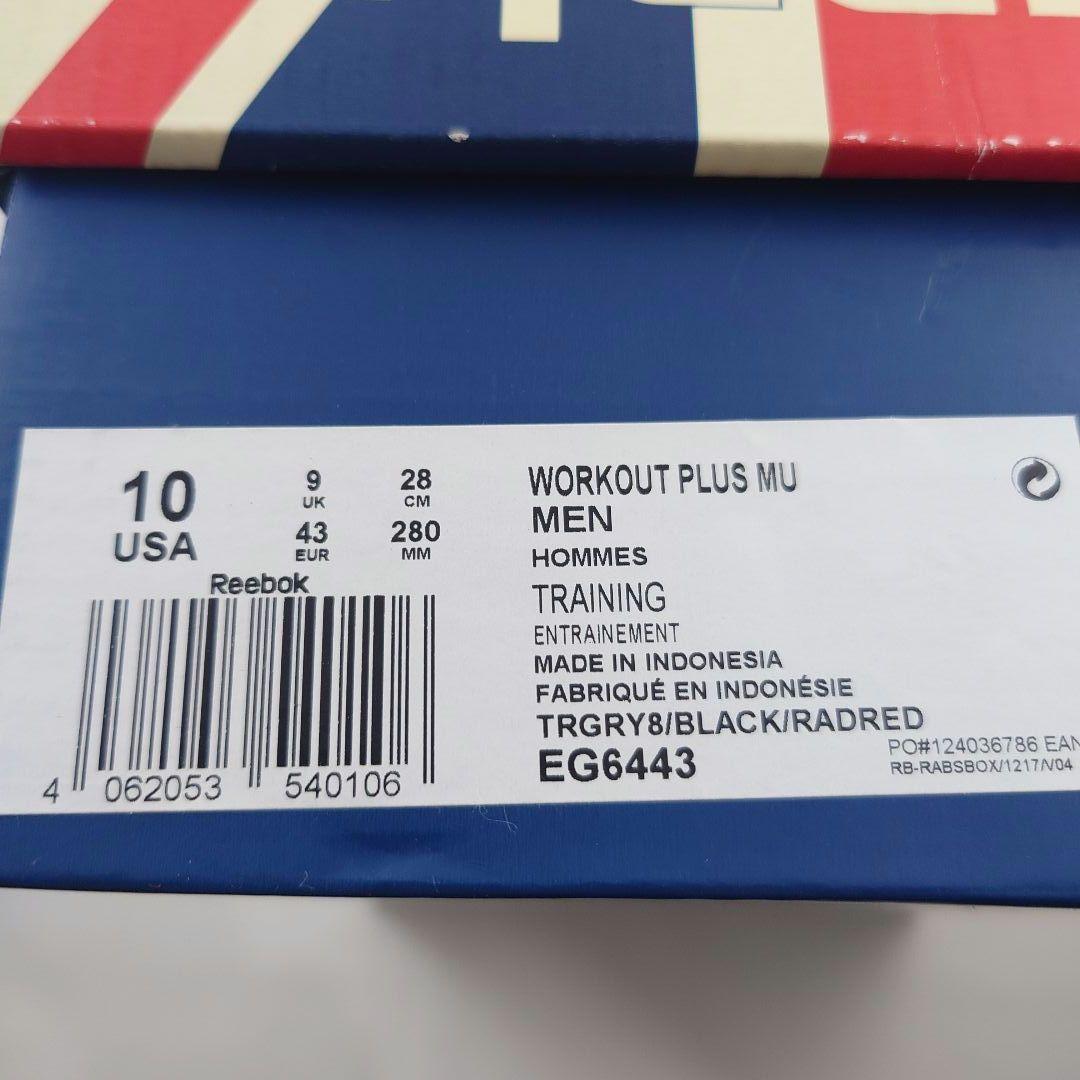 10
USA
9
UK
43
EUR
28
CM
280
MM
Reebok
4 062053 540106
WORKOUT PLUS MU
MEN
HOMMES
TRAINING
ENTRAINEMENT
MADE IN INDONESIA
FABRIQUÉ EN INDONÉSIE
TRGRY8/BLACK/RADRED
EG6443
PO#124036786 EAN
RB-RABSBOX/1217/V04